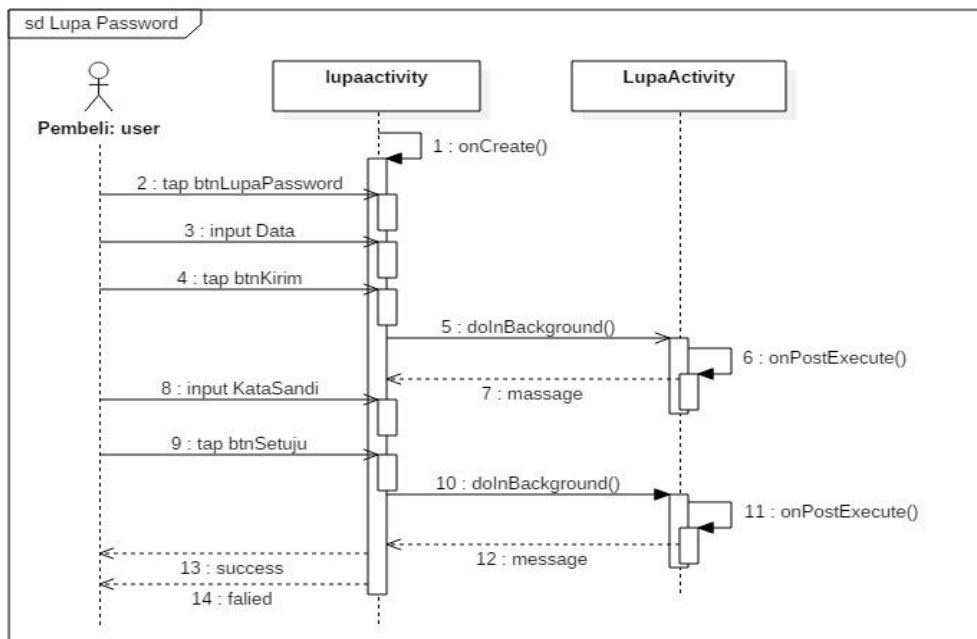 sd Lupa Password
lupaactivity
LupaActivity
Pembeli: user
1 : onCreate()
2 : tap btnLupaPassword
3 : input Data
4 : tap btnKirim
5 : doInBackground()
6 : onPostExecute()
7 : massage
8 : input KataSandi
9 : tap btnSetuju
10 : doInBackground()
11 : onPostExecute()
12 : message
13 : success
14 : falied